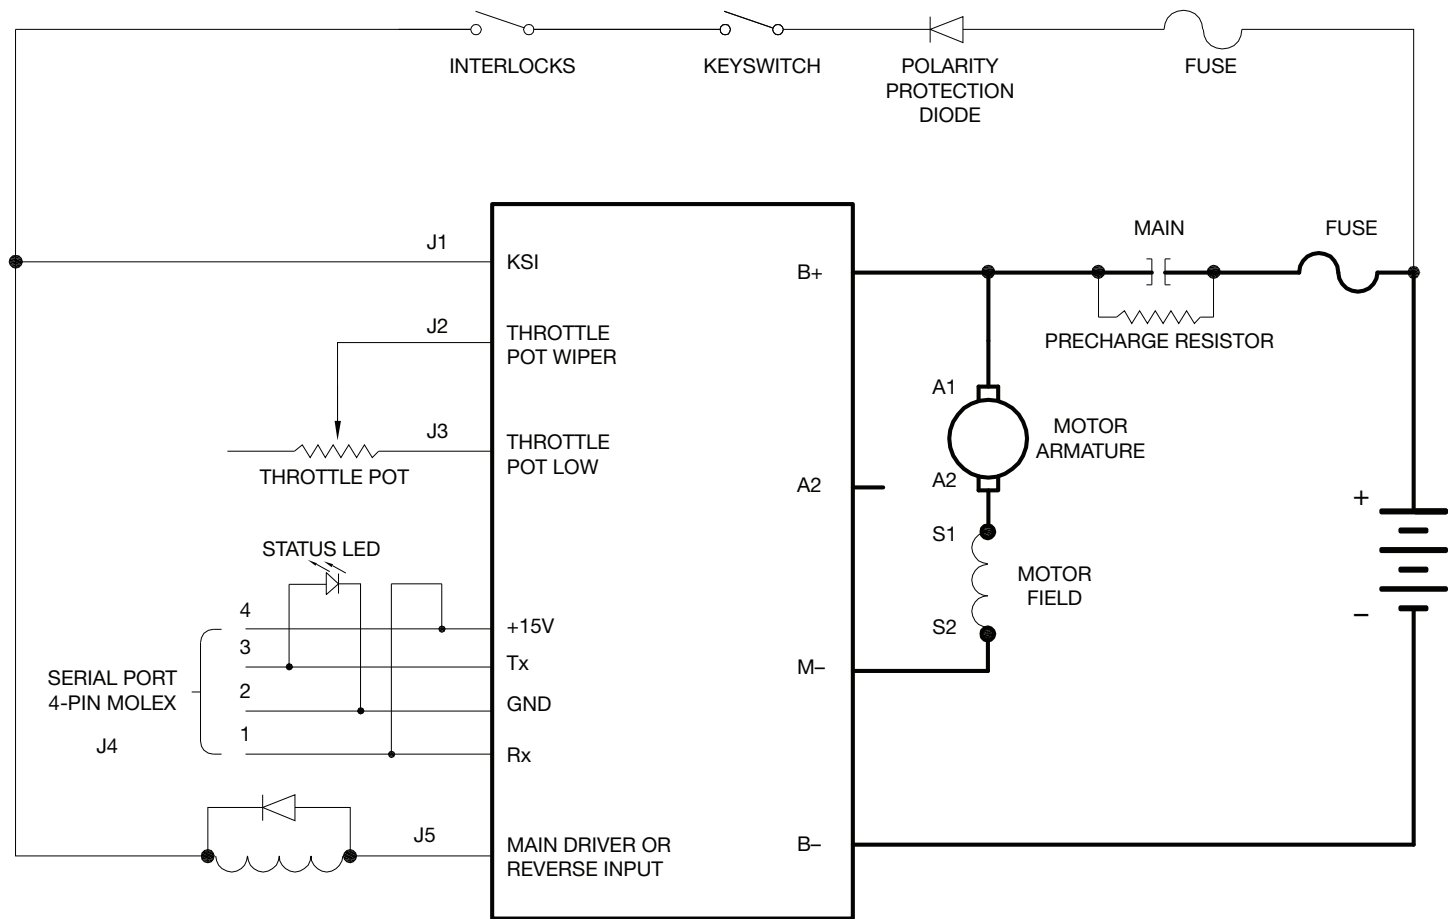 INTERLOCKS
KEYSWITCH
POLARITY
PROTECTION
DIODE
FUSE
J1
KSI
B+
MAIN
FUSE
J2
THROTTLE
POT WIPER
PRECHARGE RESISTOR
A1
J3
THROTTLE
POT LOW
THROTTLE POT
MOTOR
ARMATURE
A2
A2
+
–
STATUS LED
S1
MOTOR
FIELD
S2
4
+15V
3
Tx
M–
SERIAL PORT
4-PIN MOLEX
2
GND
J4
1
Rx
J5
MAIN DRIVER OR
REVERSE INPUT
B–